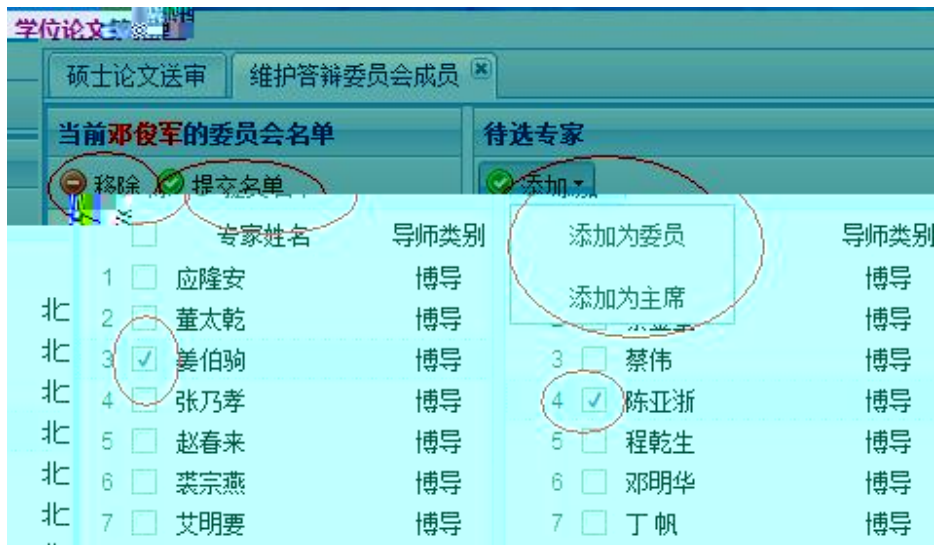 学位论文
硕士论文送审 维护答辩委员会成员
当前邓俊军的委员会名单 待选专家
移除 提交名单 添加
专家姓名 导师类别 添加为委员 导师类别
1 应隆安 博导 博导
添加为主席
北 2 董太乾 博导 博导
北 3 姜伯驹 博导 3 蔡伟 博导
北 4 张乃孝 博导 4 陈亚浙 博导
北 5 赵春来 博导 5 程乾生 博导
北 6 裘宗燕 博导 6 邓明华 博导
北 7 艾明要 博导 7 丁帆 博导